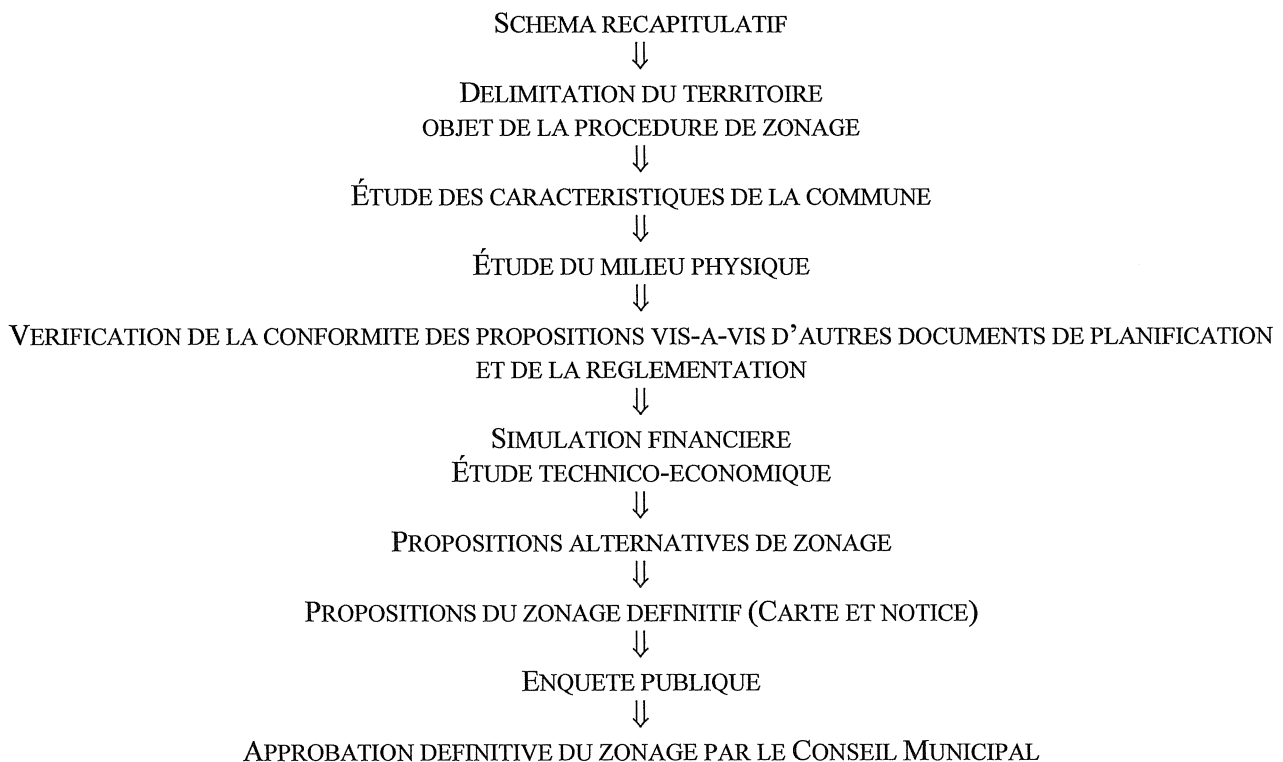 SCHEMA RECAPITULATIF
⇓
DELIMITATION DU TERRITOIRE
OBJET DE LA PROCEDURE DE ZONAGE
⇓
ÉTUDE DES CARACTERISTIQUES DE LA COMMUNE
⇓
ÉTUDE DU MILIEU PHYSIQUE
⇓
VERIFICATION DE LA CONFORMITE DES PROPOSITIONS VIS-A-VIS D'AUTRES DOCUMENTS DE PLANIFICATION
ET DE LA REGLEMENTATION
⇓
SIMULATION FINANCIERE
ÉTUDE TECHNICO-ECONOMIQUE
⇓
PROPOSITIONS ALTERNATIVES DE ZONAGE
⇓
PROPOSITIONS DU ZONAGE DEFINITIF (CARTE ET NOTICE)
⇓
ENQUETE PUBLIQUE
⇓
APPROBATION DEFINITIVE DU ZONAGE PAR LE CONSEIL MUNICIPAL